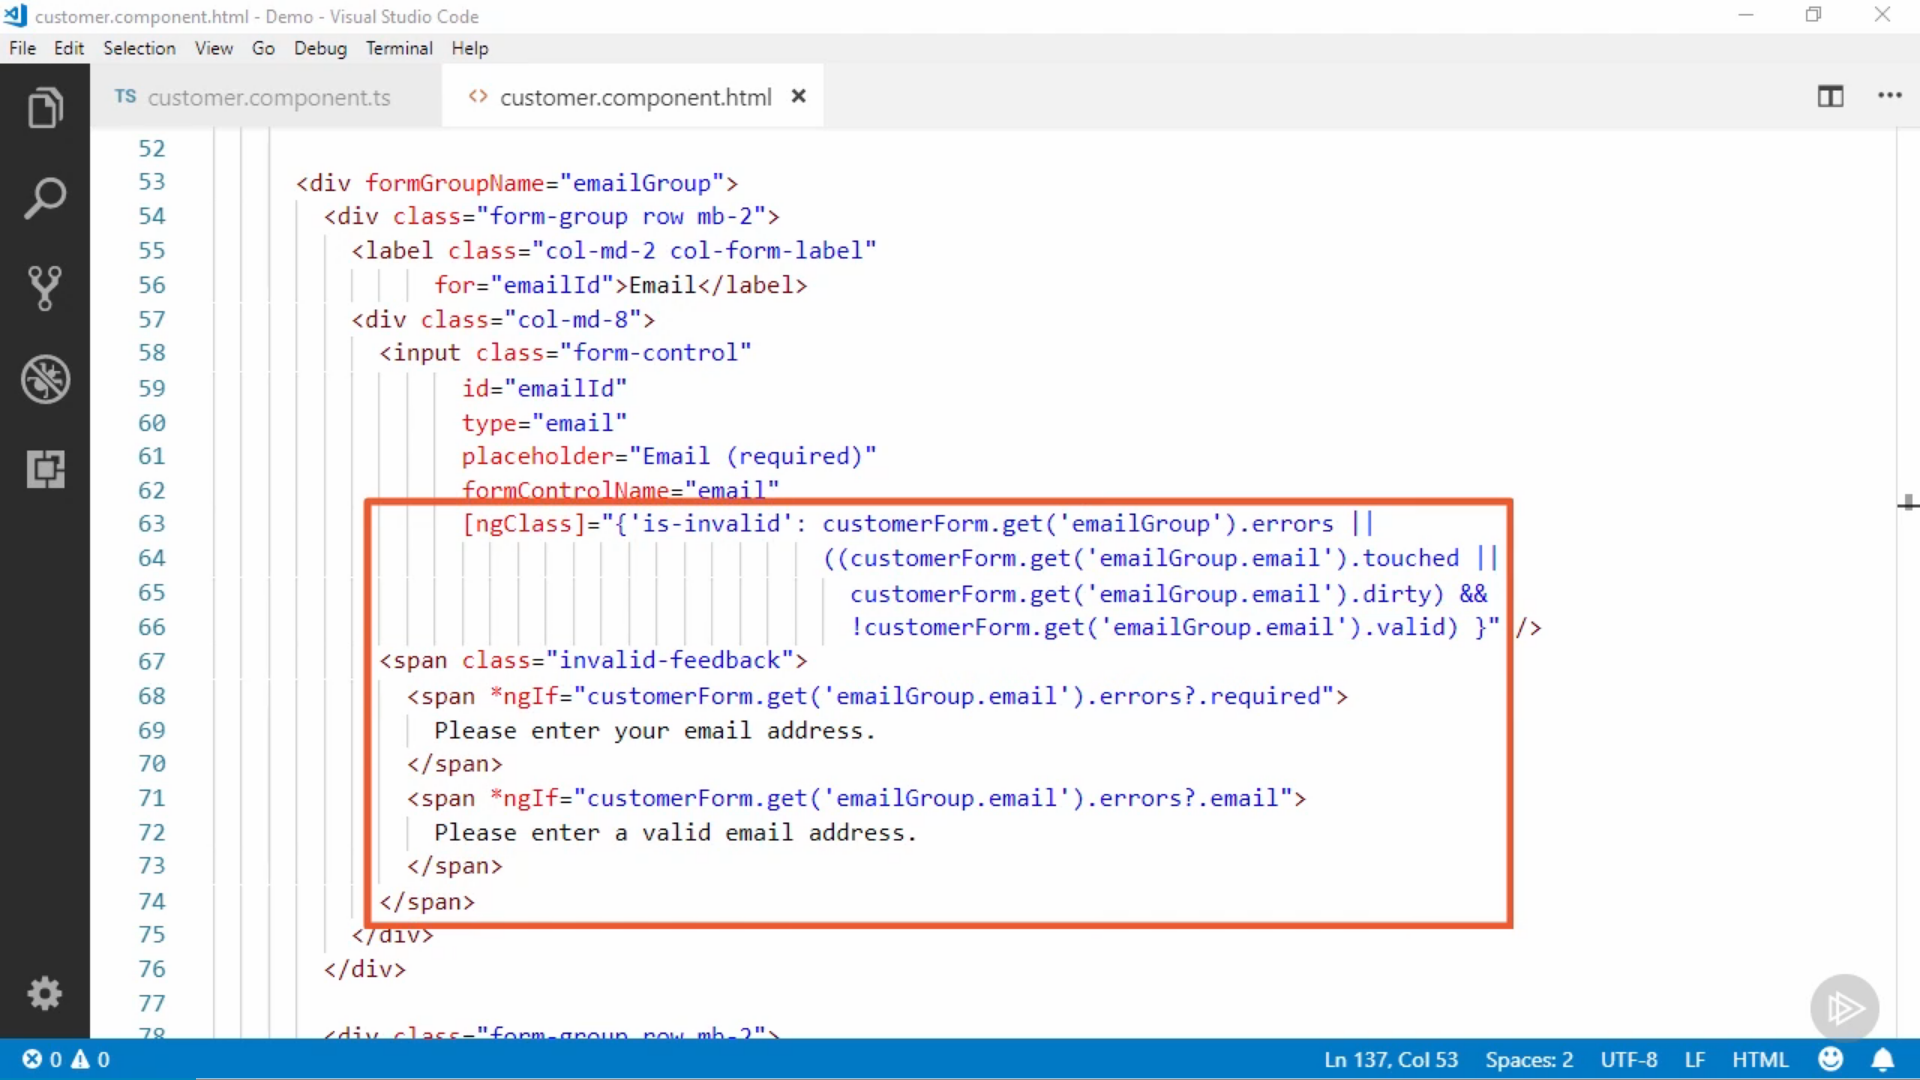 customer.component.html - Demo - Visual Studio Code
File Edit Selection View Go Debug Terminal Help
TS customer.component.ts <> customer.component.html ×
52
53 <div formGroupName="emailGroup">
54 <div class="form-group row mb-2">
55 <label class="col-md-2 col-form-label"
56 for="emailId">Email</label>
57 <div class="col-md-8">
58 <input class="form-control"
59 id="emailId"
60 type="email"
61 placeholder="Email (required)"
62 formControlName="email"
63 [ngClass]="{'is-invalid': customerForm.get('emailGroup').errors ||
64 ((customerForm.get('emailGroup.email').touched ||
65 customerForm.get('emailGroup.email').dirty) &&
66 !customerForm.get('emailGroup.email').valid) }" />
67 <span class="invalid-feedback">
68 <span *ngIf="customerForm.get('emailGroup.email').errors?.required">
69 Please enter your email address.
70 </span>
71 <span *ngIf="customerForm.get('emailGroup.email').errors?.email">
72 Please enter a valid email address.
73 </span>
74 </span>
75 </div>
76 </div>
77
78 <div class="form-group row mb-2">
0 0 Ln 137, Col 53 Spaces: 2 UTF-8 LF HTML